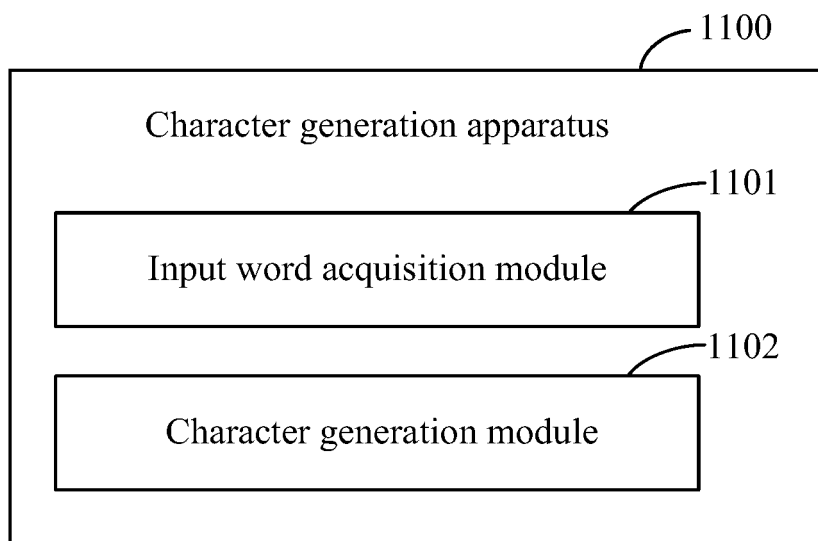 1100
Character generation apparatus
1101
Input word acquisition module
1102
Character generation module